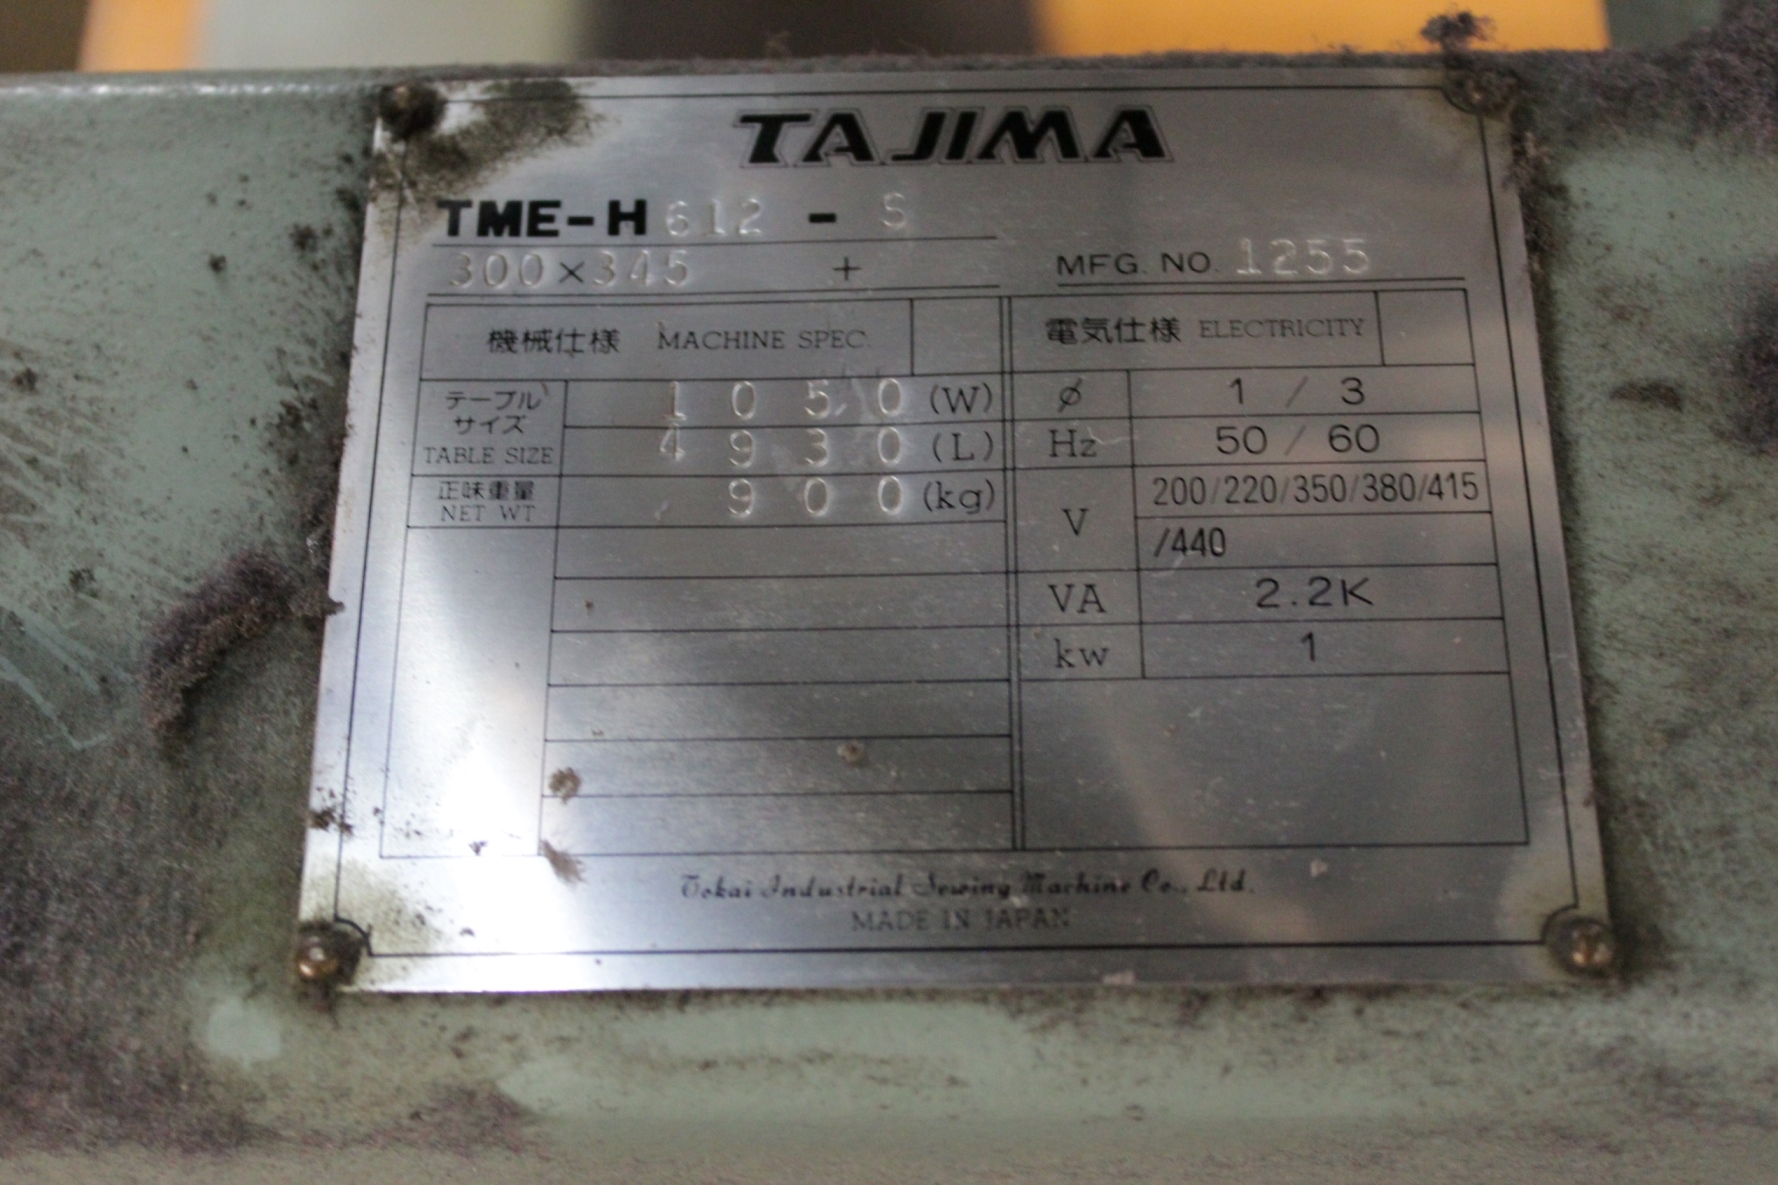 TAJIMA
TME-H 612 - S
300×345 +
MFG. NO. 1255
機械仕様 MACHINE SPEC.
電気仕様 ELECTRICITY
テーブル
サイズ
TABLE SIZE
1050 (W)
4930 (L)
正味重量
NET WT
900 (kg)
ø 1 / 3
Hz 50 / 60
V 200/220/350/380/415
/440
VA 2.2K
kw 1
Tokai Industrial Sewing Machine Co., Ltd.
MADE IN JAPAN